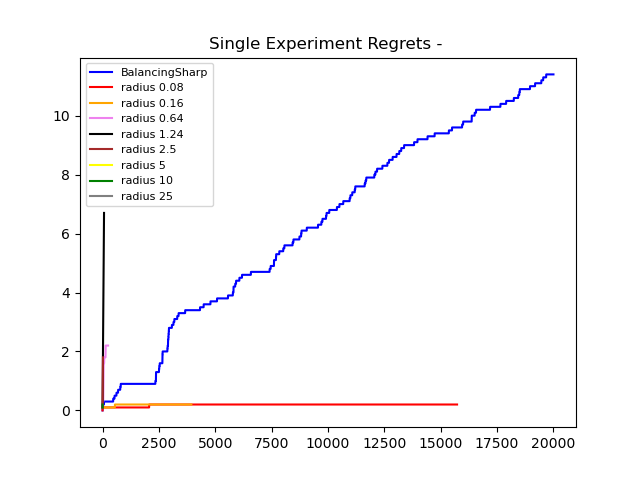 Single Experiment Regrets -
BalancingSharp
radius 0.08
radius 0.16
radius 0.64
radius 1.24
radius 2.5
radius 5
radius 10
radius 25
10
8
6
4
2
0
0 2500 5000 7500 10000 12500 15000 17500 20000